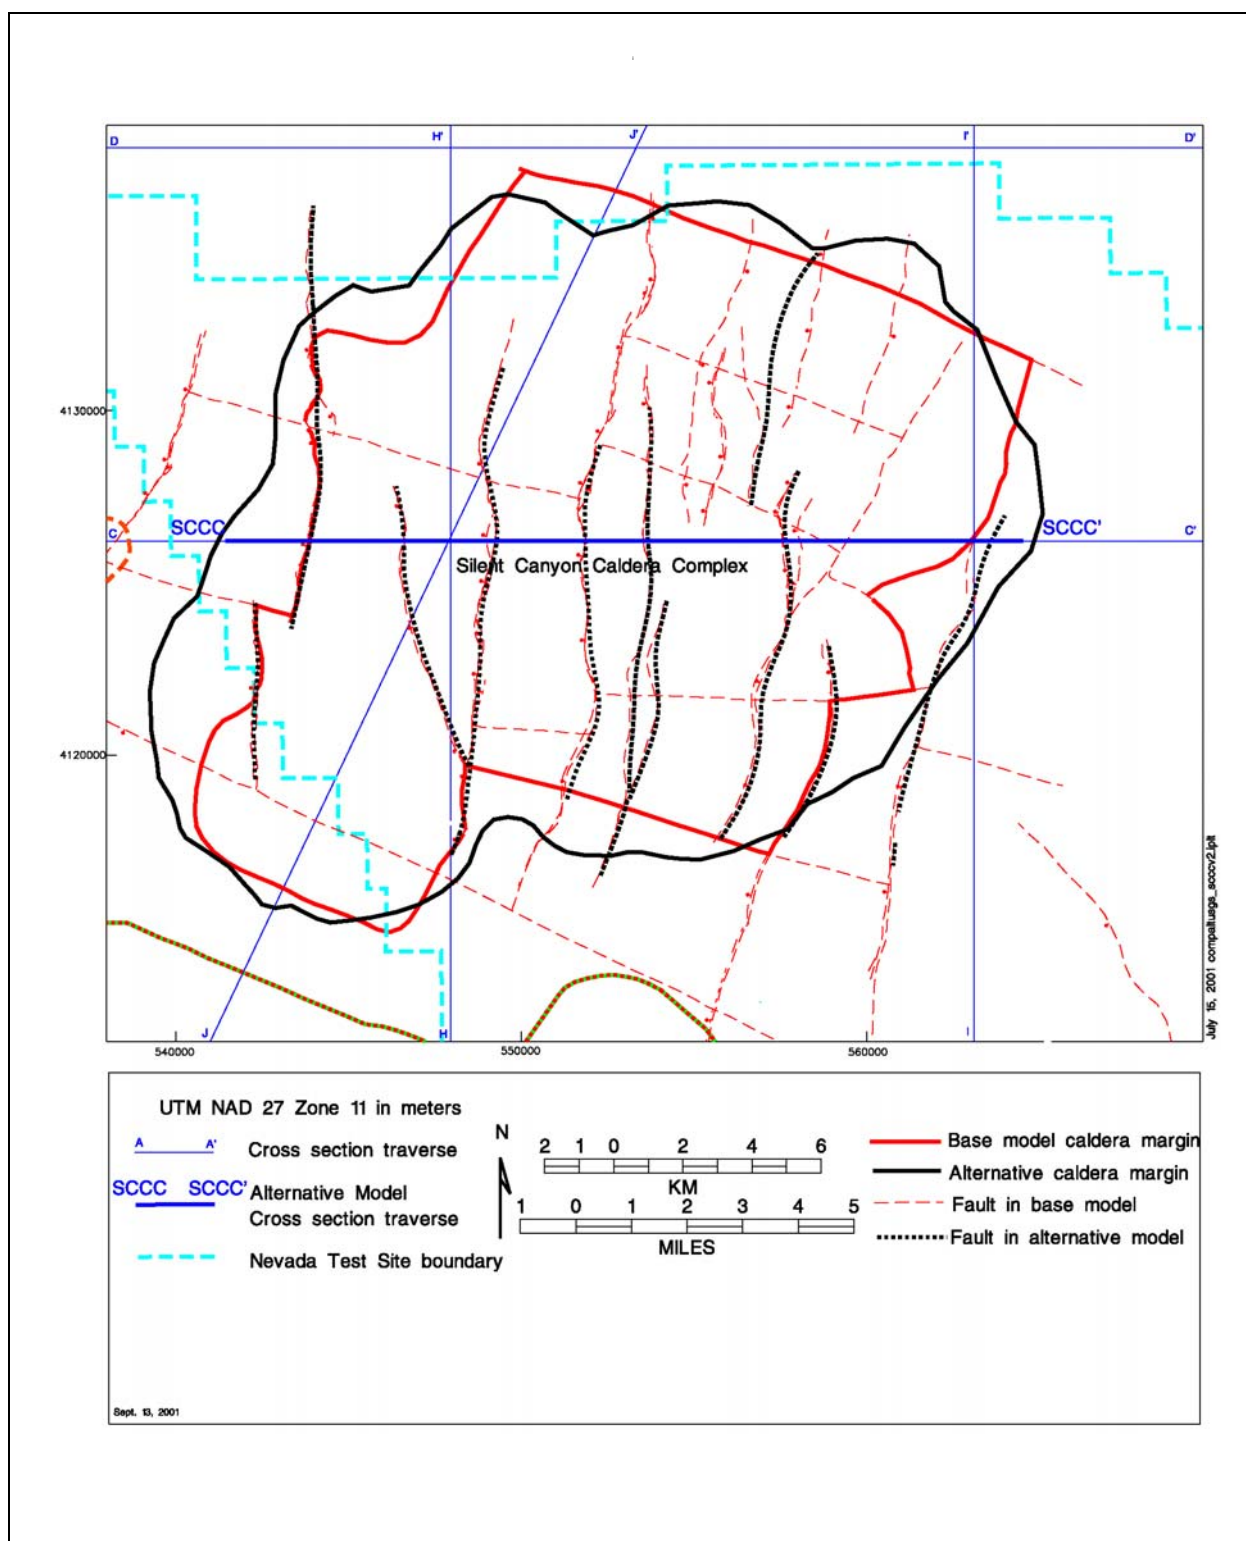 D H' J' I' D'
4130000
C SCCC SCCC' C'
Silent Canyon Caldera Complex
4120000
J H I
540000 550000 560000
July 15, 2001 compaltusgs_scccv2.iplt
UTM NAD 27 Zone 11 in meters
A A' Cross section traverse
SCCC SCCC' Alternative Model
Cross section traverse
Nevada Test Site boundary
N
2 1 0 2 4 6
KM
1 0 1 2 3 4 5
MILES
Base model caldera margin
Alternative caldera margin
Fault in base model
Fault in alternative model
Sept. 13, 2001